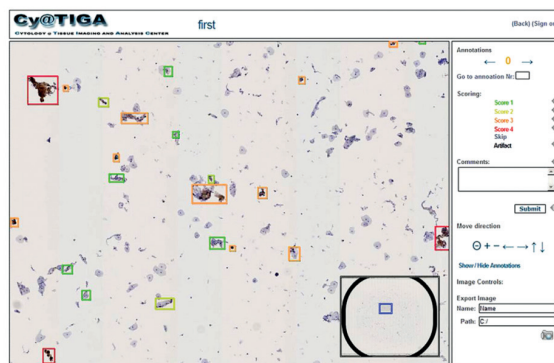 Cy@TIGA
CYTOLOGY & TISSUE IMAGING AND ANALYSIS CENTER
first
(Back) (Sign ou
Annotations
← 0 →
Go to annoation Nr:
Scoring:
Score 1
Score 2
Score 3
Score 4
Skip
Artifact
Comments:
Submit
Move direction
Θ + − ← → ↑ ↓
Show / Hide Annotations
Image Controls:
Export Image
Name: Name
Path: C:/